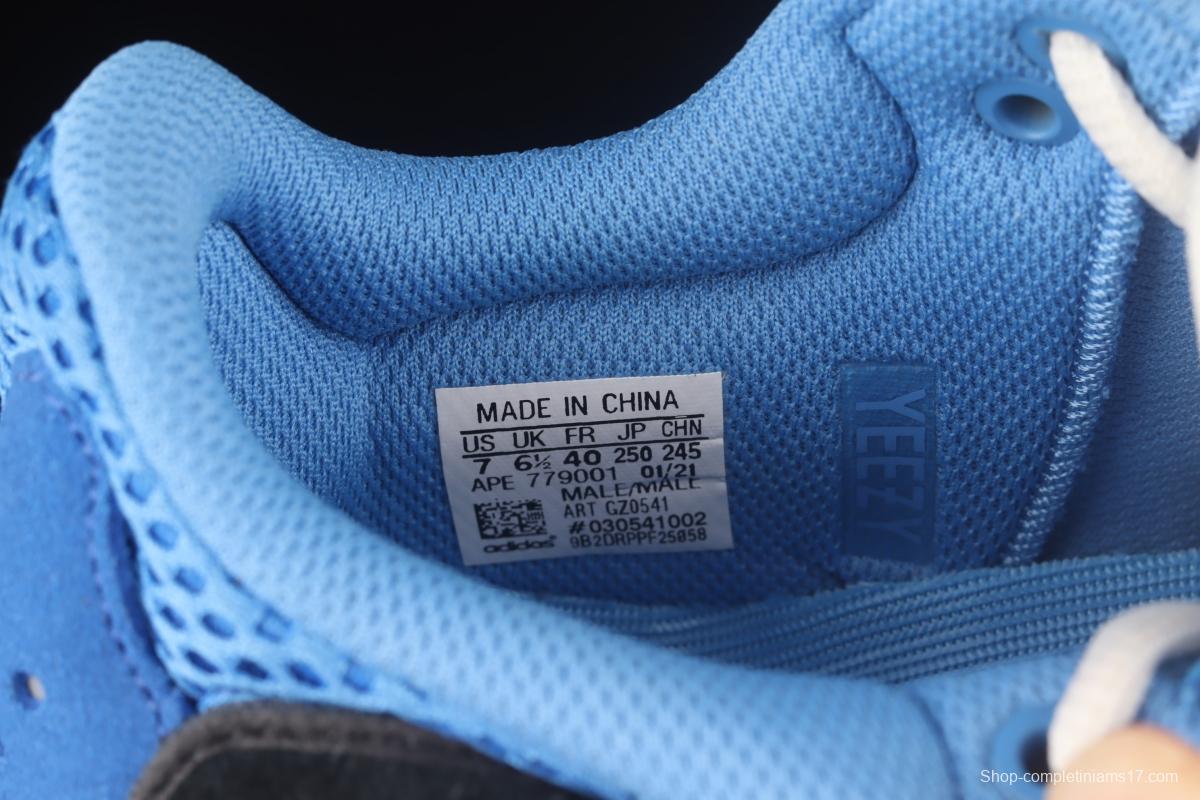 MADE IN CHINA
US UK FR JP CHN
7 6½ 40 250 245
APE 779001 01/21
MALE/MALE
ART GZ0541
#030541002
adidas 9B2DRPPF25058
YEEZY
Shop-completiniams17.com